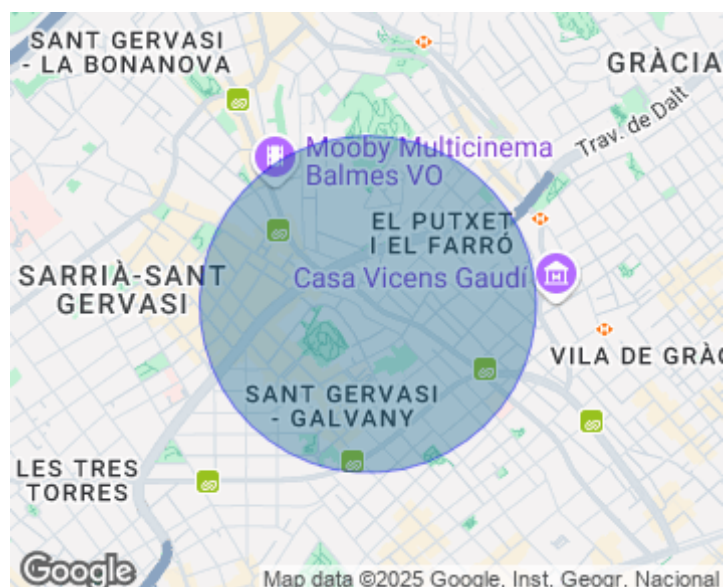 SANT GERVASI
- LA BONANOVA
GRÀCIA
Trav. de Dalt
Mooby Multicinema
Balmes VO
EL PUTXET
I EL FARRÓ
SARRIÀ-SANT
GERVASI
Casa Vicens Gaudí
VILA DE GRÀC
SANT GERVASI
- GALVANY
LES TRES
TORRES
Google
Map data ©2025 Google, Inst. Geogr. Nacional